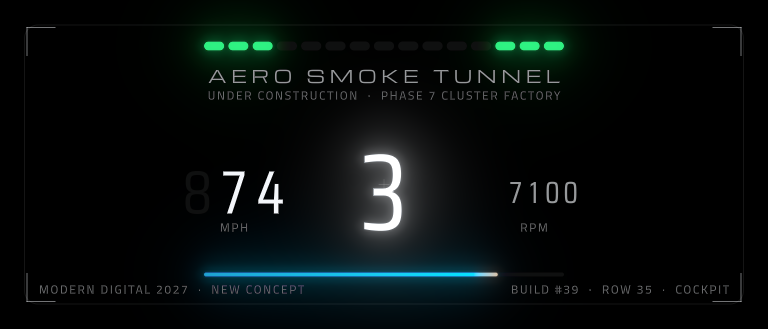 AERO SMOKE TUNNEL
UNDER CONSTRUCTION · PHASE 7 CLUSTER FACTORY
74
MPH
3
7100
RPM
MODERN DIGITAL 2027 · NEW CONCEPT
BUILD #39 · ROW 35 · COCKPIT